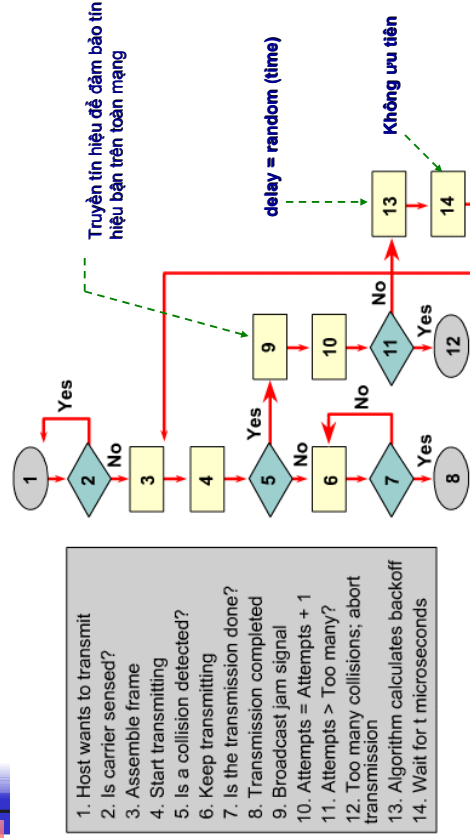 1. Host wants to transmit
2. Is carrier sensed?
3. Assemble frame
4. Start transmitting
5. Is a collision detected?
6. Keep transmitting
7. Is the transmission done?
8. Transmission completed
9. Broadcast jam signal
10. Attempts = Attempts + 1
11. Attempts > Too many?
12. Too many collisions; abort
transmission
13. Algorithm calculates backoff
14. Wait for t microseconds
1
2
Yes
No
3
4
5
Yes
No
6
7
No
Yes
8
9
10
11
No
Yes
12
13
14
Truyền tín hiệu để đảm bảo tín
hiệu bận trên toàn mạng
delay = random (time)
Không ưu tiên